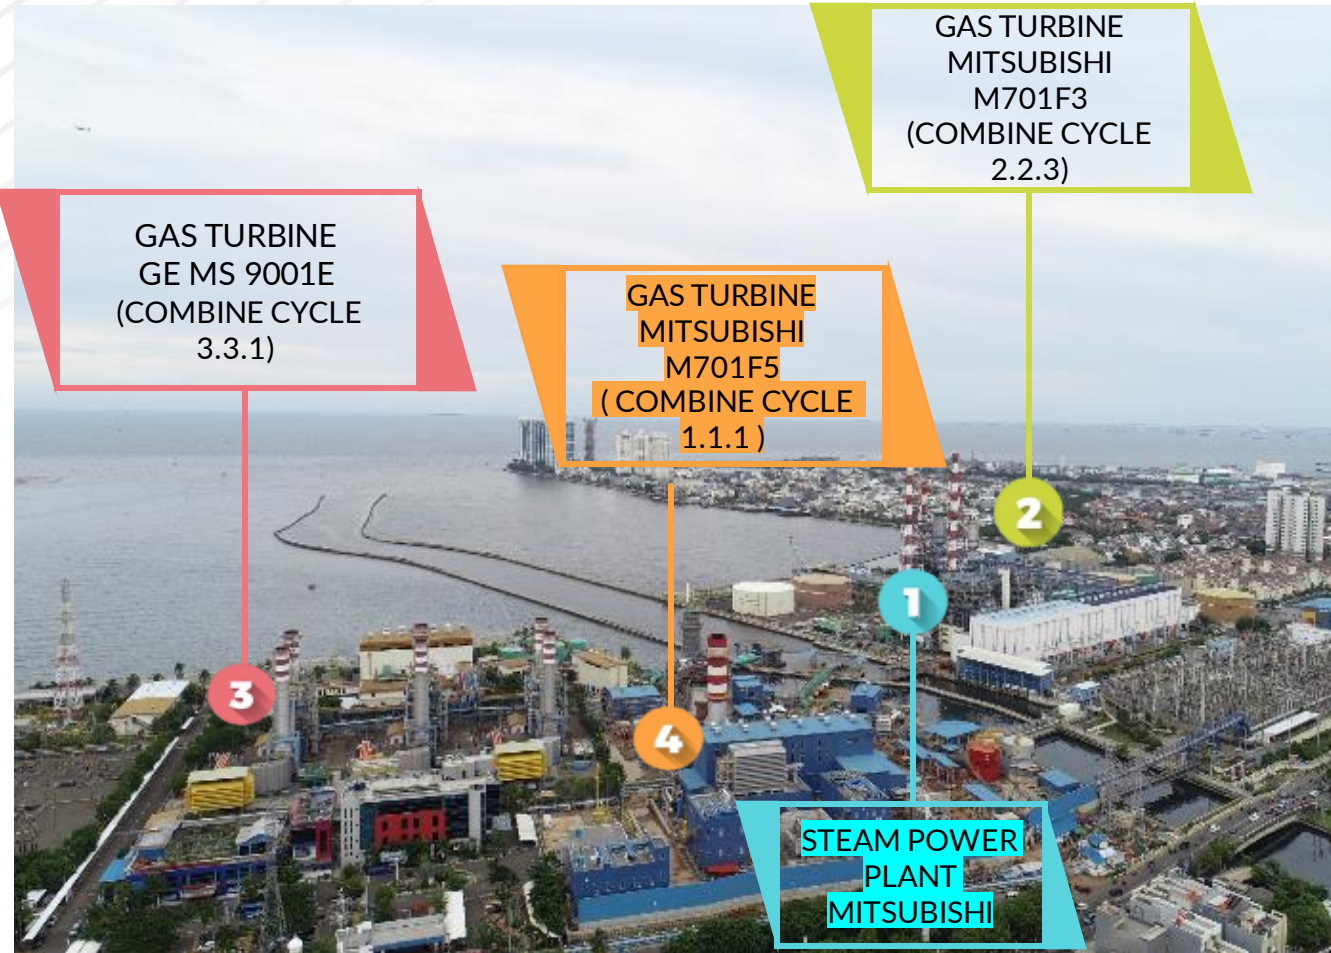 GAS TURBINE
MITSUBISHI
M701F3
(COMBINE CYCLE
2.2.3)
GAS TURBINE
GE MS 9001E
(COMBINE CYCLE
3.3.1)
GAS TURBINE
MITSUBISHI
M701F5
( COMBINE CYCLE
1.1.1 )
2
1
3
4
STEAM POWER
PLANT
MITSUBISHI